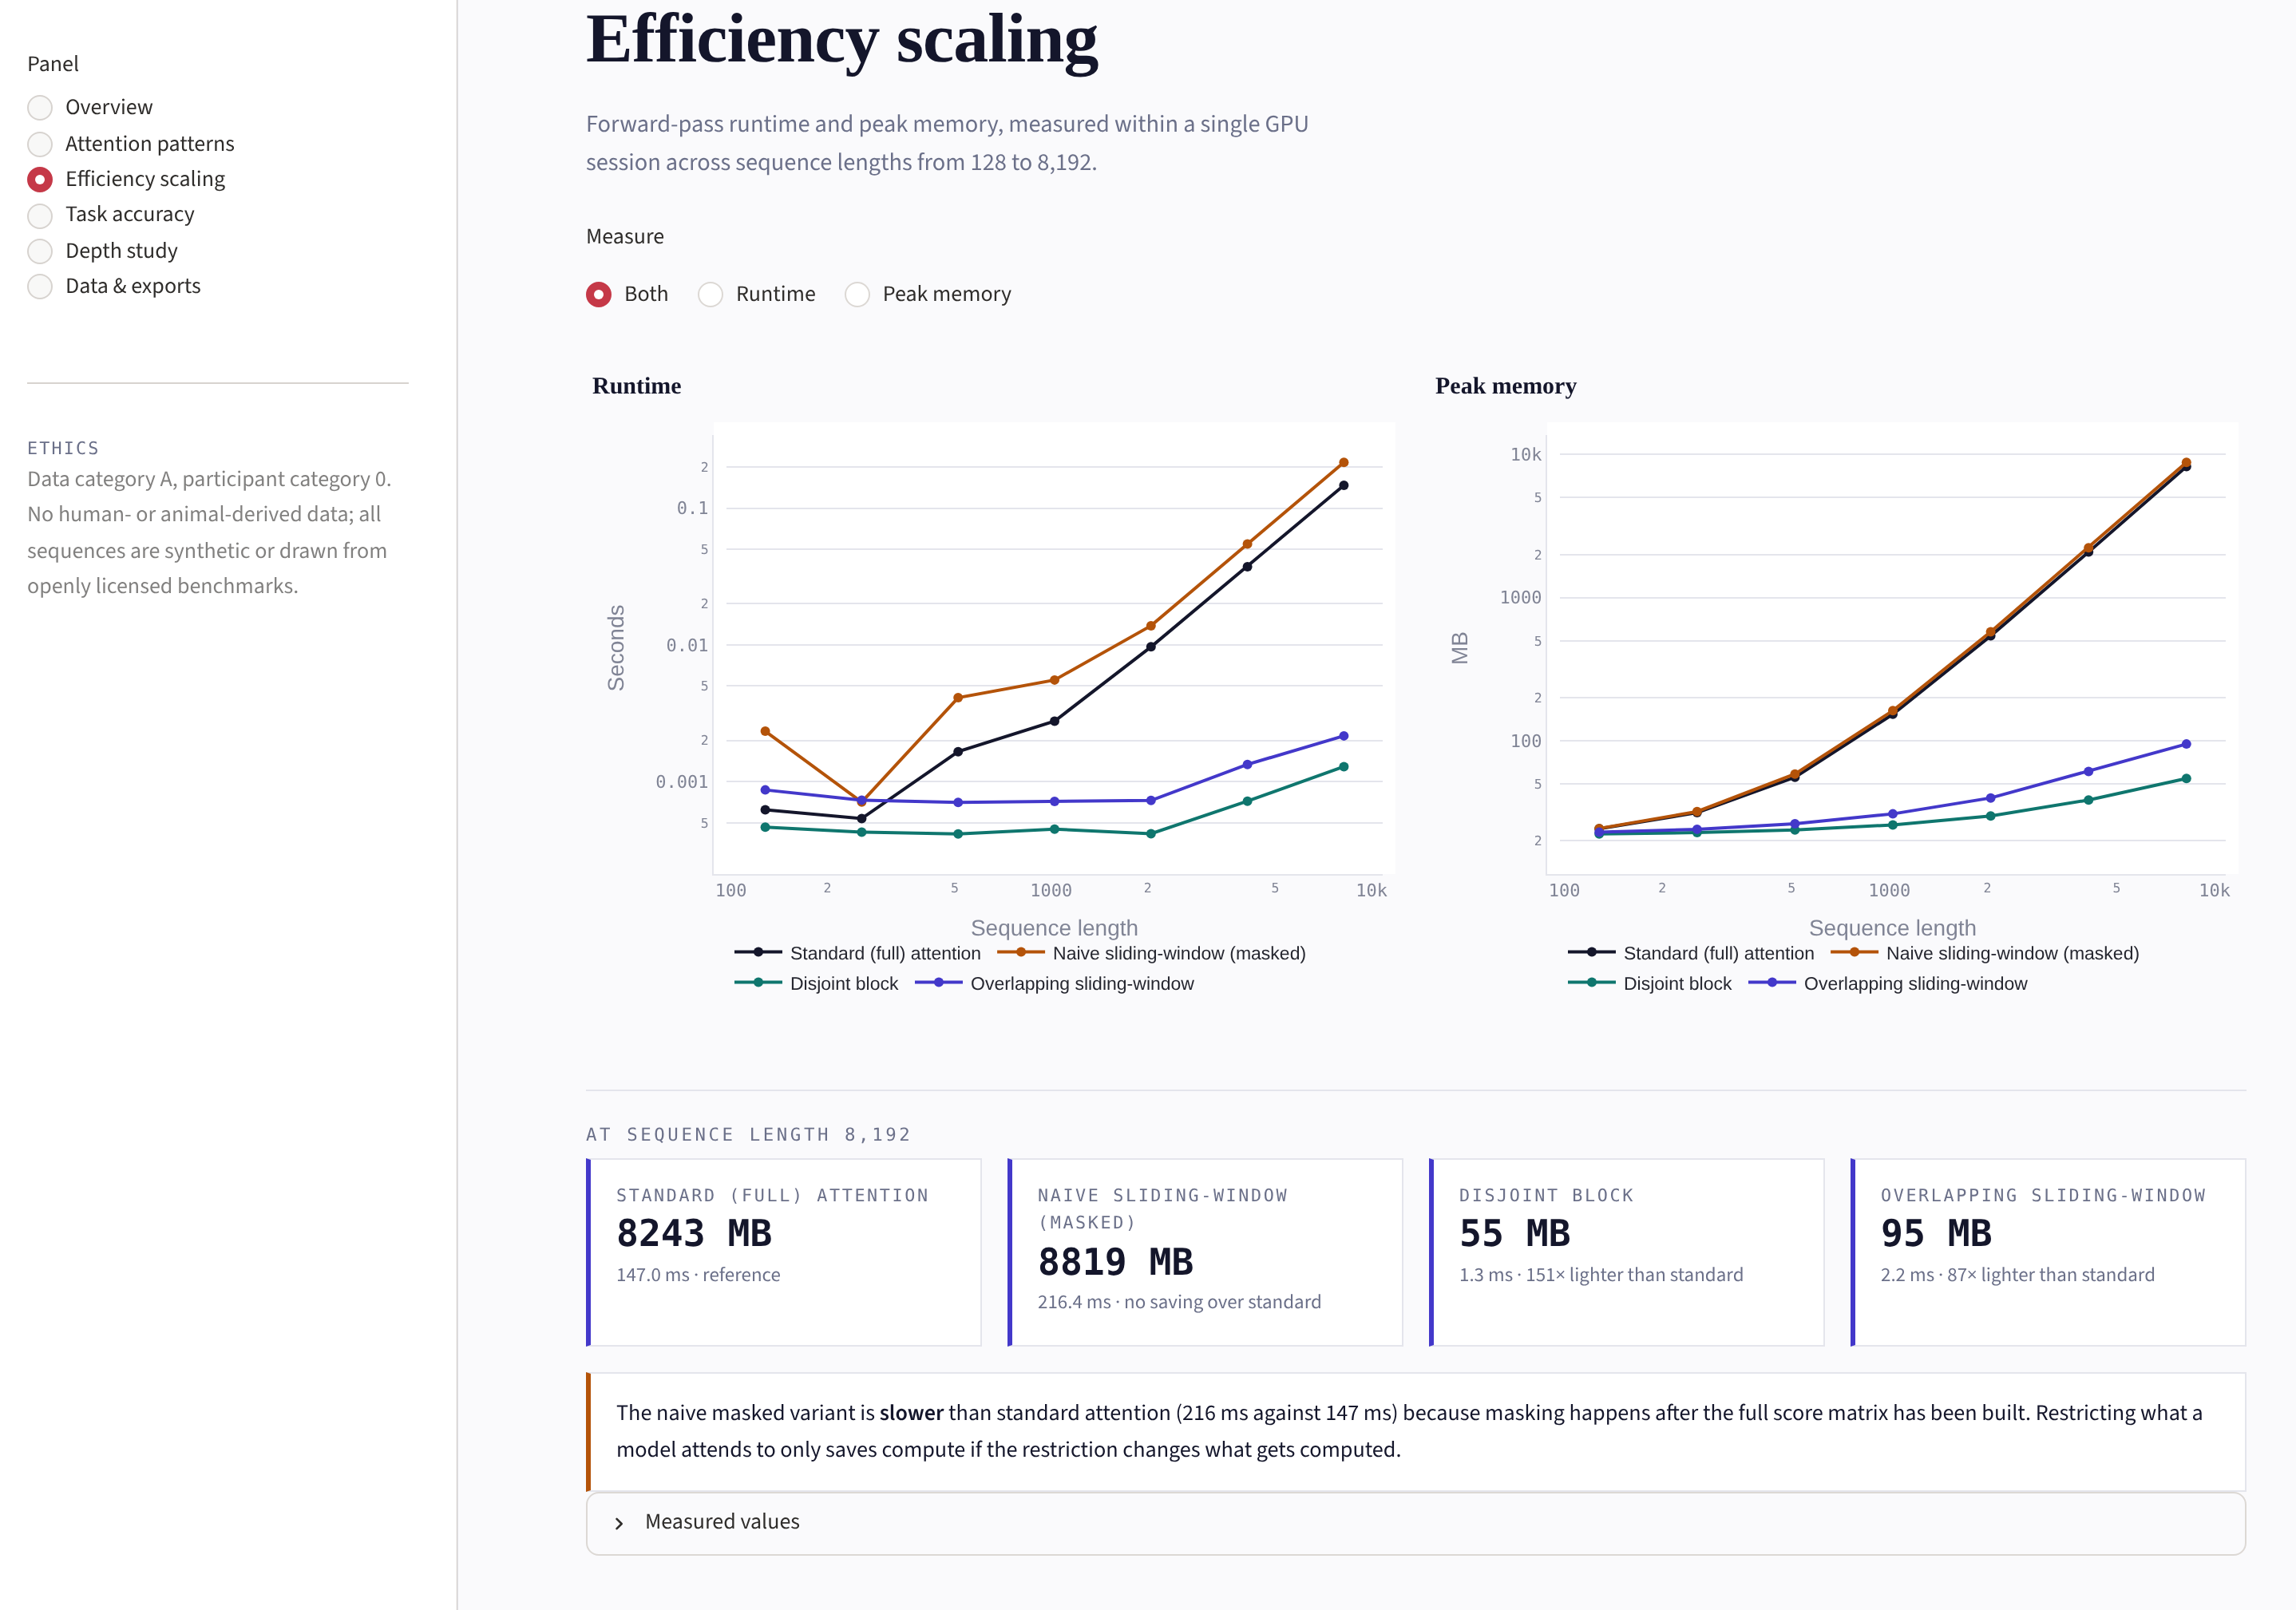 Panel
Overview
Attention patterns
Efficiency scaling
Task accuracy
Depth study
Data & exports
ETHICS
Data category A, participant category 0.
No human- or animal-derived data; all
sequences are synthetic or drawn from
openly licensed benchmarks.
Efficiency scaling
Forward-pass runtime and peak memory, measured within a single GPU
session across sequence lengths from 128 to 8,192.
Measure
Both Runtime Peak memory
Runtime
2
0.1
5
2
0.01
5
2
0.001
5
Seconds
100 2 5 1000 2 5 10k
Sequence length
Standard (full) attention Naive sliding-window (masked)
Disjoint block Overlapping sliding-window
Peak memory
10k
5
2
1000
5
2
100
5
2
MB
100 2 5 1000 2 5 10k
Sequence length
Standard (full) attention Naive sliding-window (masked)
Disjoint block Overlapping sliding-window
AT SEQUENCE LENGTH 8,192
STANDARD (FULL) ATTENTION
8243 MB
147.0 ms · reference
NAIVE SLIDING-WINDOW
(MASKED)
8819 MB
216.4 ms · no saving over standard
DISJOINT BLOCK
55 MB
1.3 ms · 151× lighter than standard
OVERLAPPING SLIDING-WINDOW
95 MB
2.2 ms · 87× lighter than standard
The naive masked variant is slower than standard attention (216 ms against 147 ms) because masking happens after the full score matrix has been built. Restricting what a
model attends to only saves compute if the restriction changes what gets computed.
Measured values